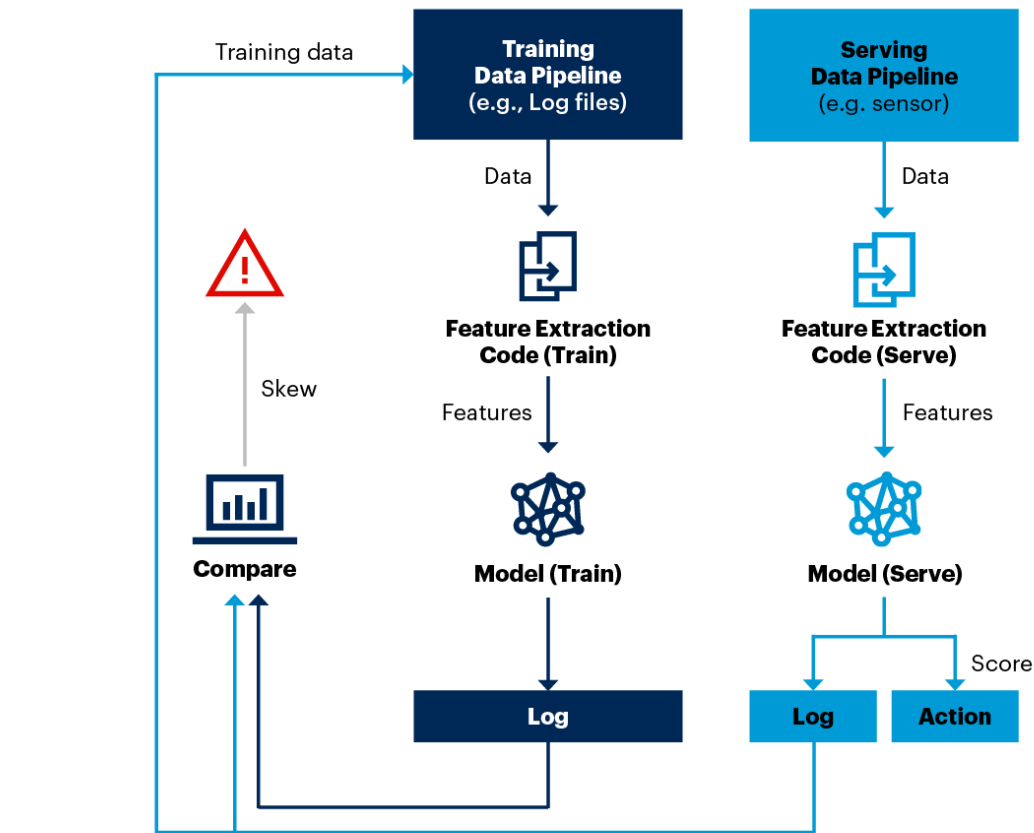 Training data
Training
Data Pipeline
(e.g., Log files)
Serving
Data Pipeline
(e.g. sensor)
Data
Data
Feature Extraction
Code (Train)
Feature Extraction
Code (Serve)
Skew
Features
Features
Compare
Model (Train)
Model (Serve)
Score
Log
Log
Action